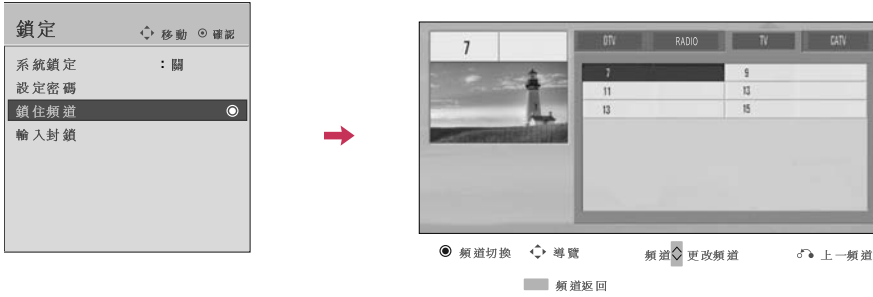 鎖定
移動 確認
系統鎖定 : 關
設定密碼
鎖住頻道
輸入封鎖
7
DTV RADIO TV CATV
7 9
11 13
13 15
頻道切換 導覽 頻道 更改頻道 上一頻道
頻道返回